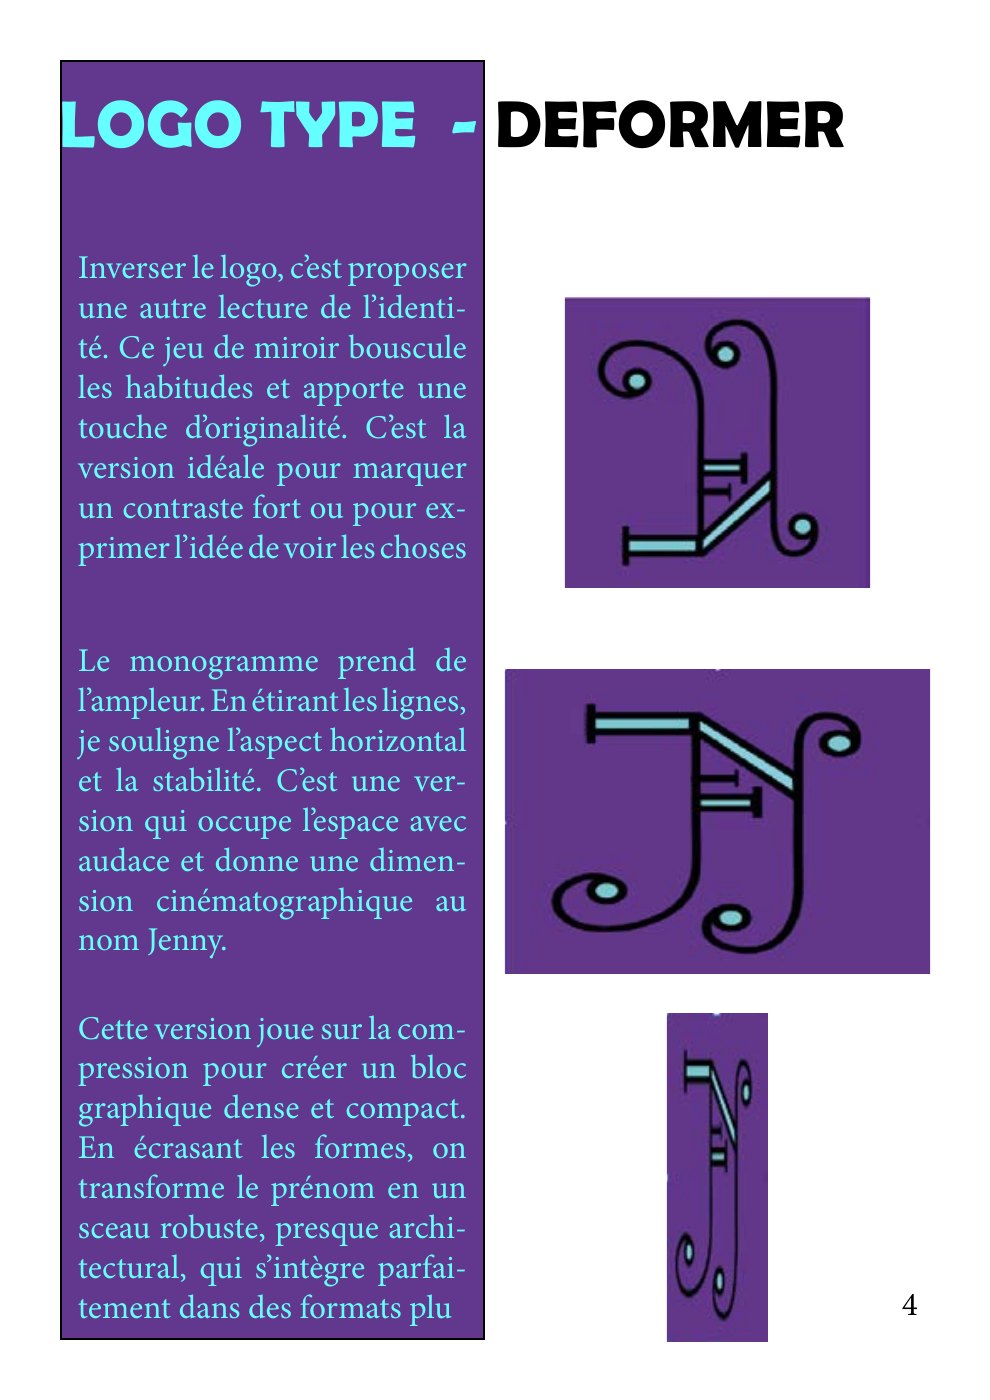 LOGO TYPE - DEFORMER
Inverser le logo, c’est proposer
une autre lecture de l’identi-
té. Ce jeu de miroir bouscule
les habitudes et apporte une
touche d’originalité. C’est la
version idéale pour marquer
un contraste fort ou pour ex-
primer l’idée de voir les choses
Le monogramme prend de
l’ampleur. En étirant les lignes,
je souligne l’aspect horizontal
et la stabilité. C’est une ver-
sion qui occupe l’espace avec
audace et donne une dimen-
sion cinématographique au
nom Jenny.
Cette version joue sur la com-
pression pour créer un bloc
graphique dense et compact.
En écrasant les formes, on
transforme le prénom en un
sceau robuste, presque archi-
tectural, qui s’intègre parfai-
tement dans des formats plu
4